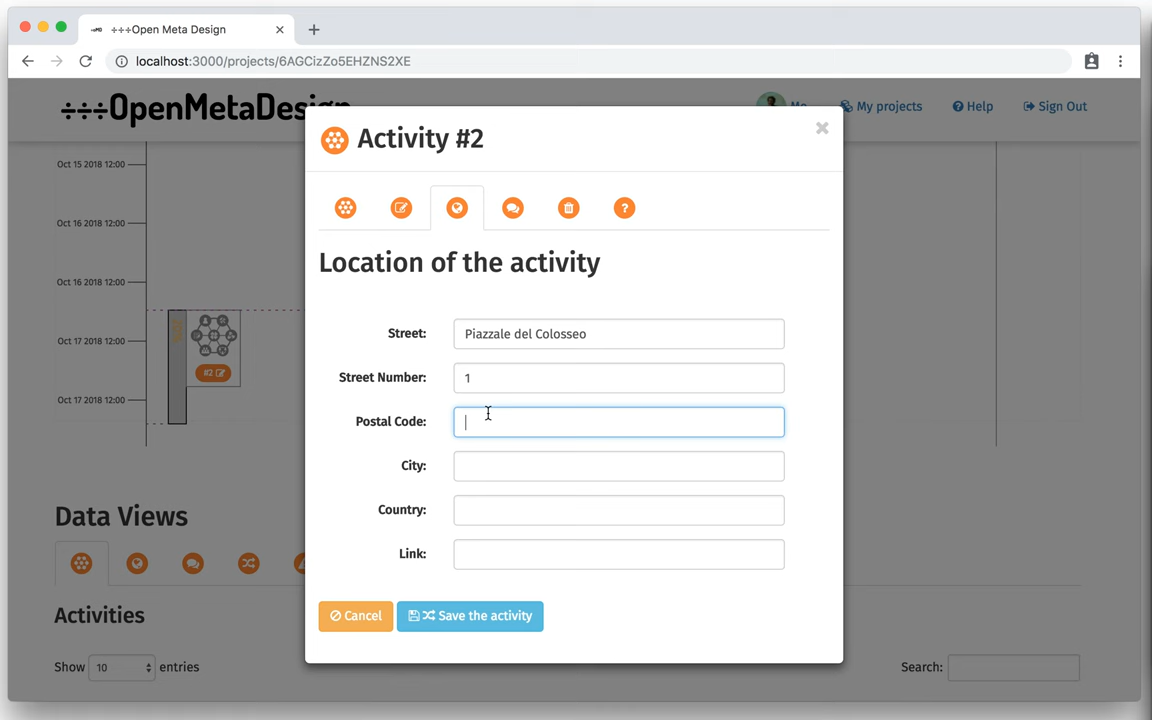 +++Open Meta Design
localhost:3000/projects/6AGCizZo5EHZNS2XE
+++OpenMetaDesign
Me
My projects
Help
Sign Out
Oct 15 2018 12:00
Oct 16 2018 12:00
Oct 16 2018 12:00
Oct 17 2018 12:00
Oct 17 2018 12:00
#2
Activity #2
Location of the activity
Street:
Piazzale del Colosseo
Street Number:
1
Postal Code:
City:
Country:
Link:
Cancel
Save the activity
Data Views
Activities
Show 10 entries
Search: